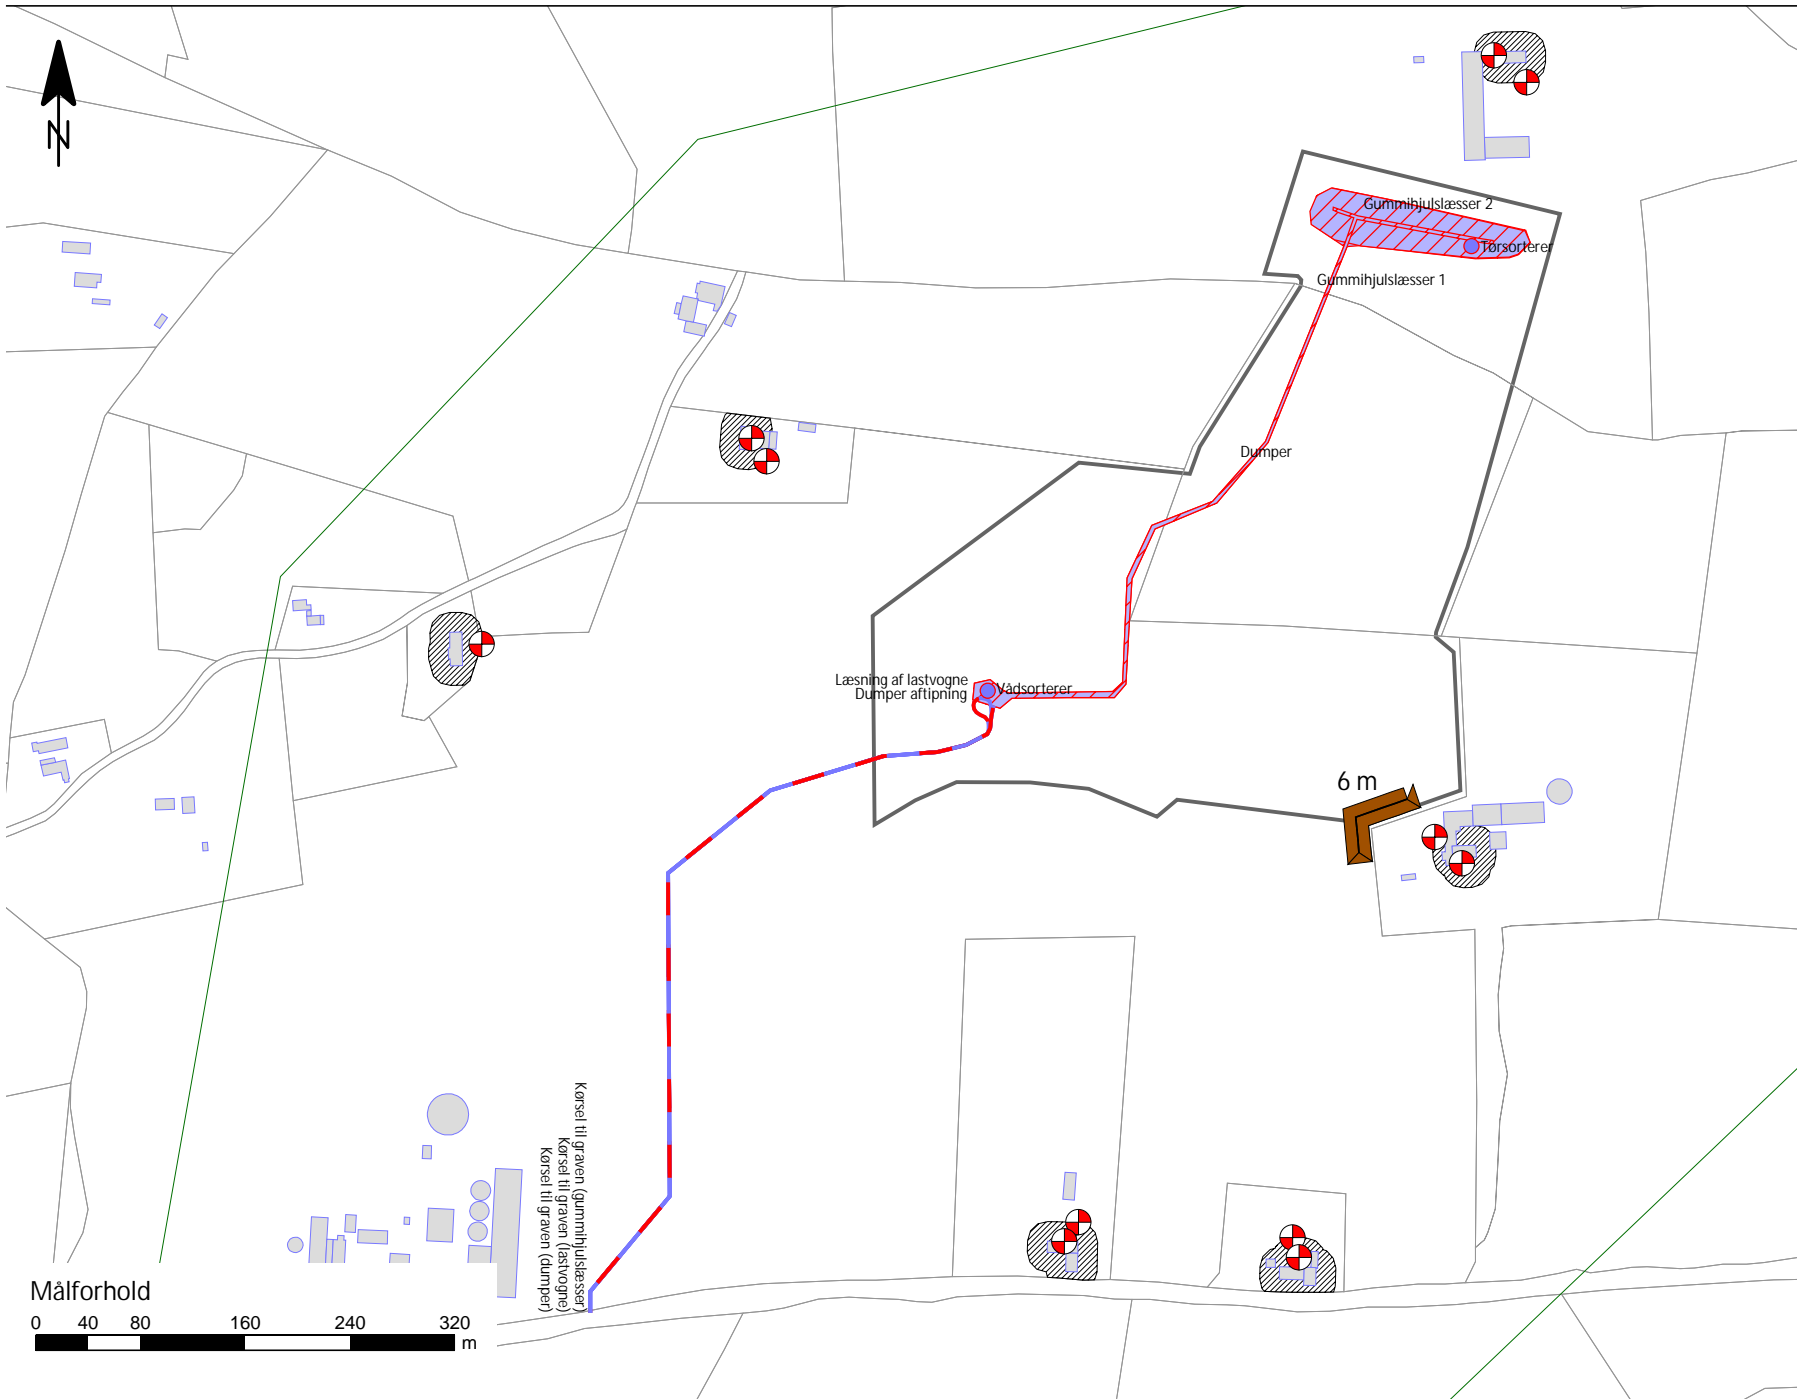 N
Gummihjulslæsser 2
Tørsorterer
Gummihjulslæsser 1
Dumper
Læsning af lastvogne
Dumper aftipning
Vådsorterer
6 m
Kørsel til graven (gummihjulslæsser)
Kørsel til graven (lastvogne)
Kørsel til graven (dumper)
Målforhold
0 40 80 160 240 320
m